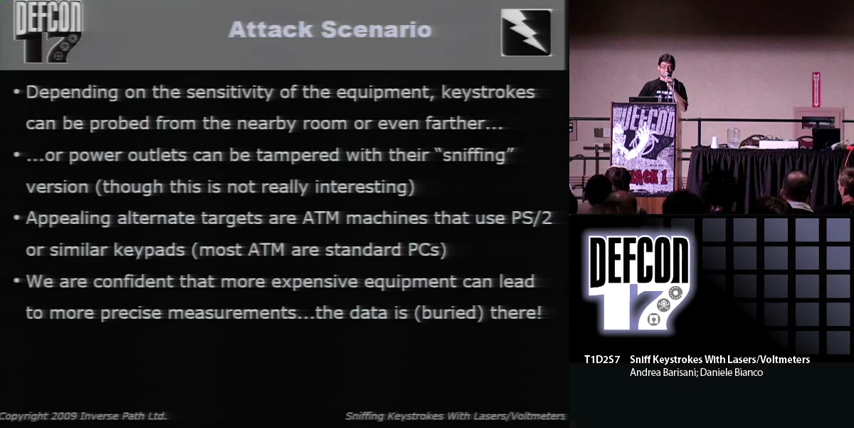 DEFCON
17
Attack Scenario
• Depending on the sensitivity of the equipment, keystrokes
can be probed from the nearby room or even farther...
• ...or power outlets can be tampered with their “sniffing”
version (though this is not really interesting)
• Appealing alternate targets are ATM machines that use PS/2
or similar keypads (most ATM are standard PCs)
• We are confident that more expensive equipment can lead
to more precise measurements...the data is (buried) there!
Copyright 2009 Inverse Path Ltd.
Sniffing Keystrokes With Lasers/Voltmeters
DEFCON
TRACK 1
DEFCON
17
T1D2S7 Sniff Keystrokes With Lasers/Voltmeters
Andrea Barisani; Daniele Bianco